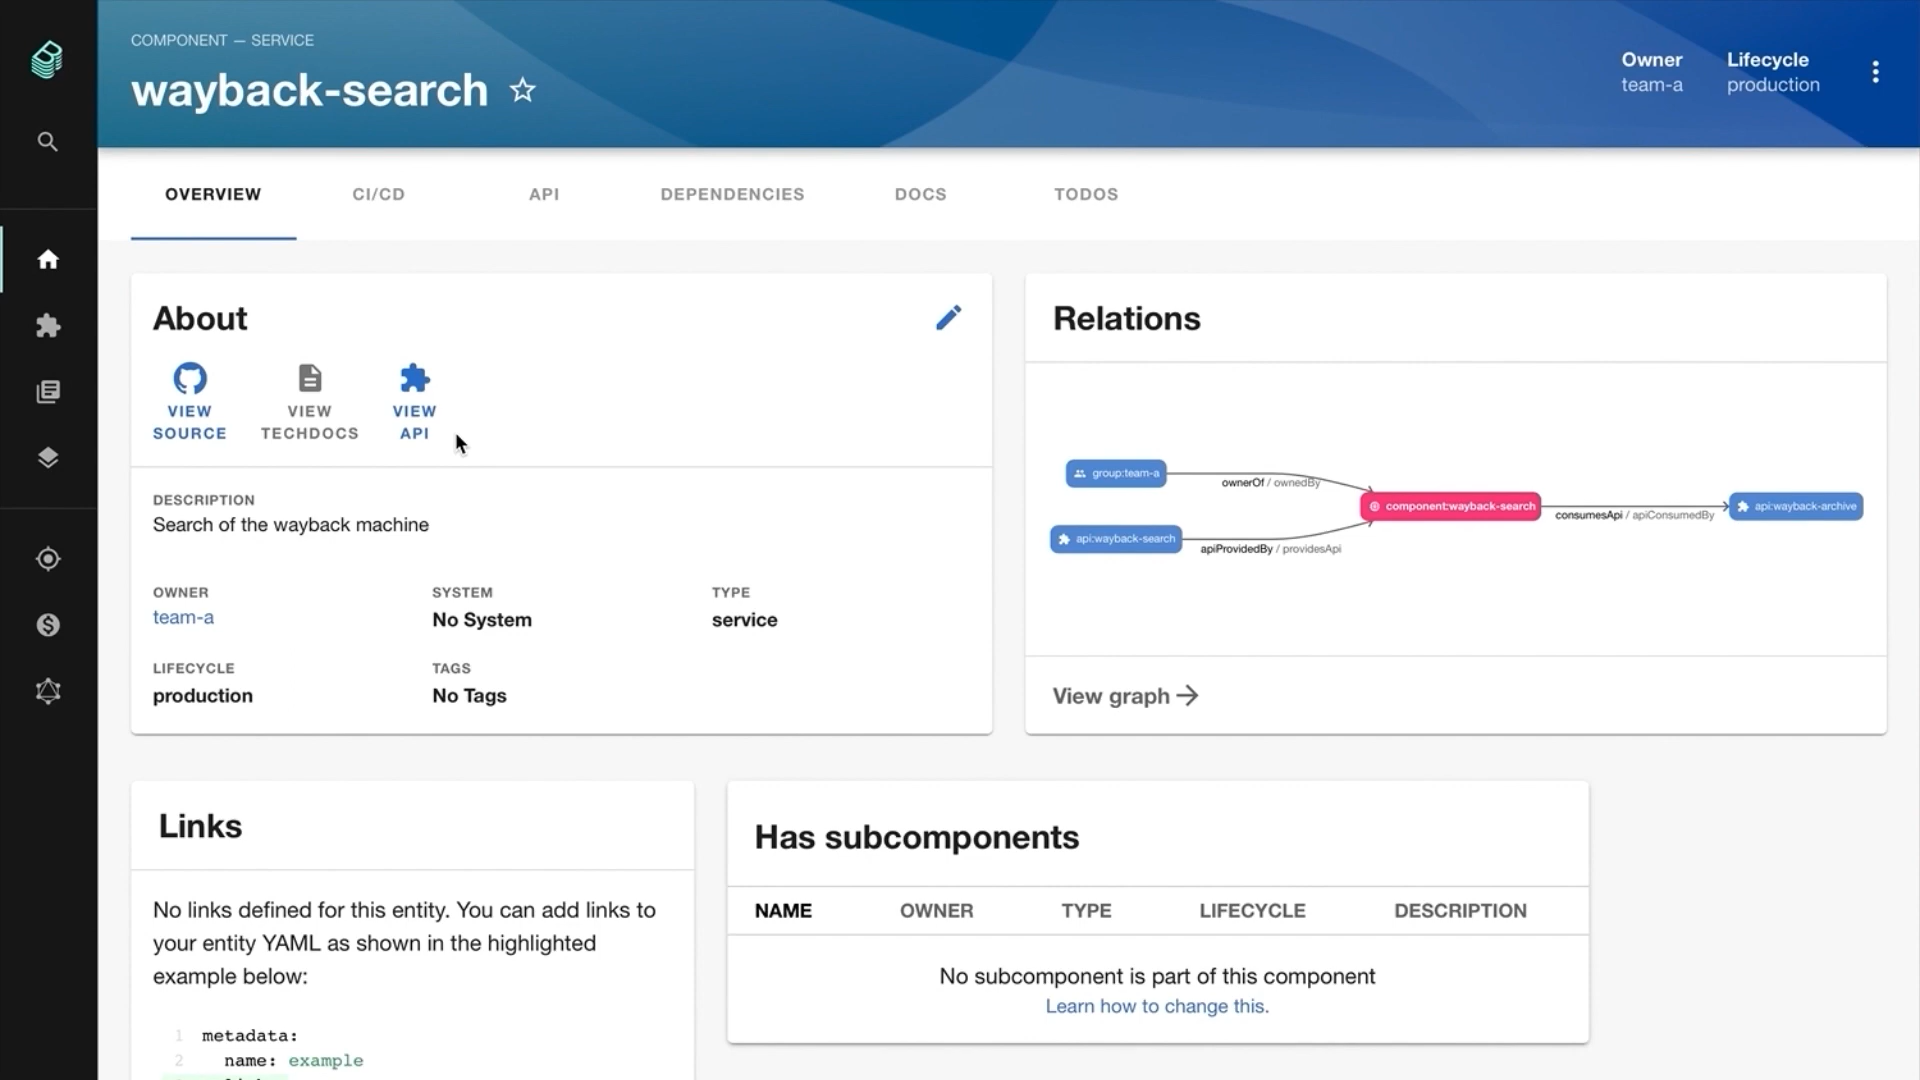 COMPONENT — SERVICE
wayback-search
Owner
team-a
Lifecycle
production
OVERVIEW
CI/CD
API
DEPENDENCIES
DOCS
TODOS
About
VIEW
SOURCE
VIEW
TECHDOCS
VIEW
API
DESCRIPTION
Search of the wayback machine
OWNER
team-a
SYSTEM
No System
TYPE
service
LIFECYCLE
production
TAGS
No Tags
Relations
group:team-a
ownerOf / ownedBy
component:wayback-search
consumesApi / apiConsumedBy
api:wayback-archive
api:wayback-search
apiProvidedBy / providesApi
View graph
Links
No links defined for this entity. You can add links to
your entity YAML as shown in the highlighted
example below:
1 metadata:
2 name: example
Has subcomponents
NAME OWNER TYPE LIFECYCLE DESCRIPTION
No subcomponent is part of this component
Learn how to change this.